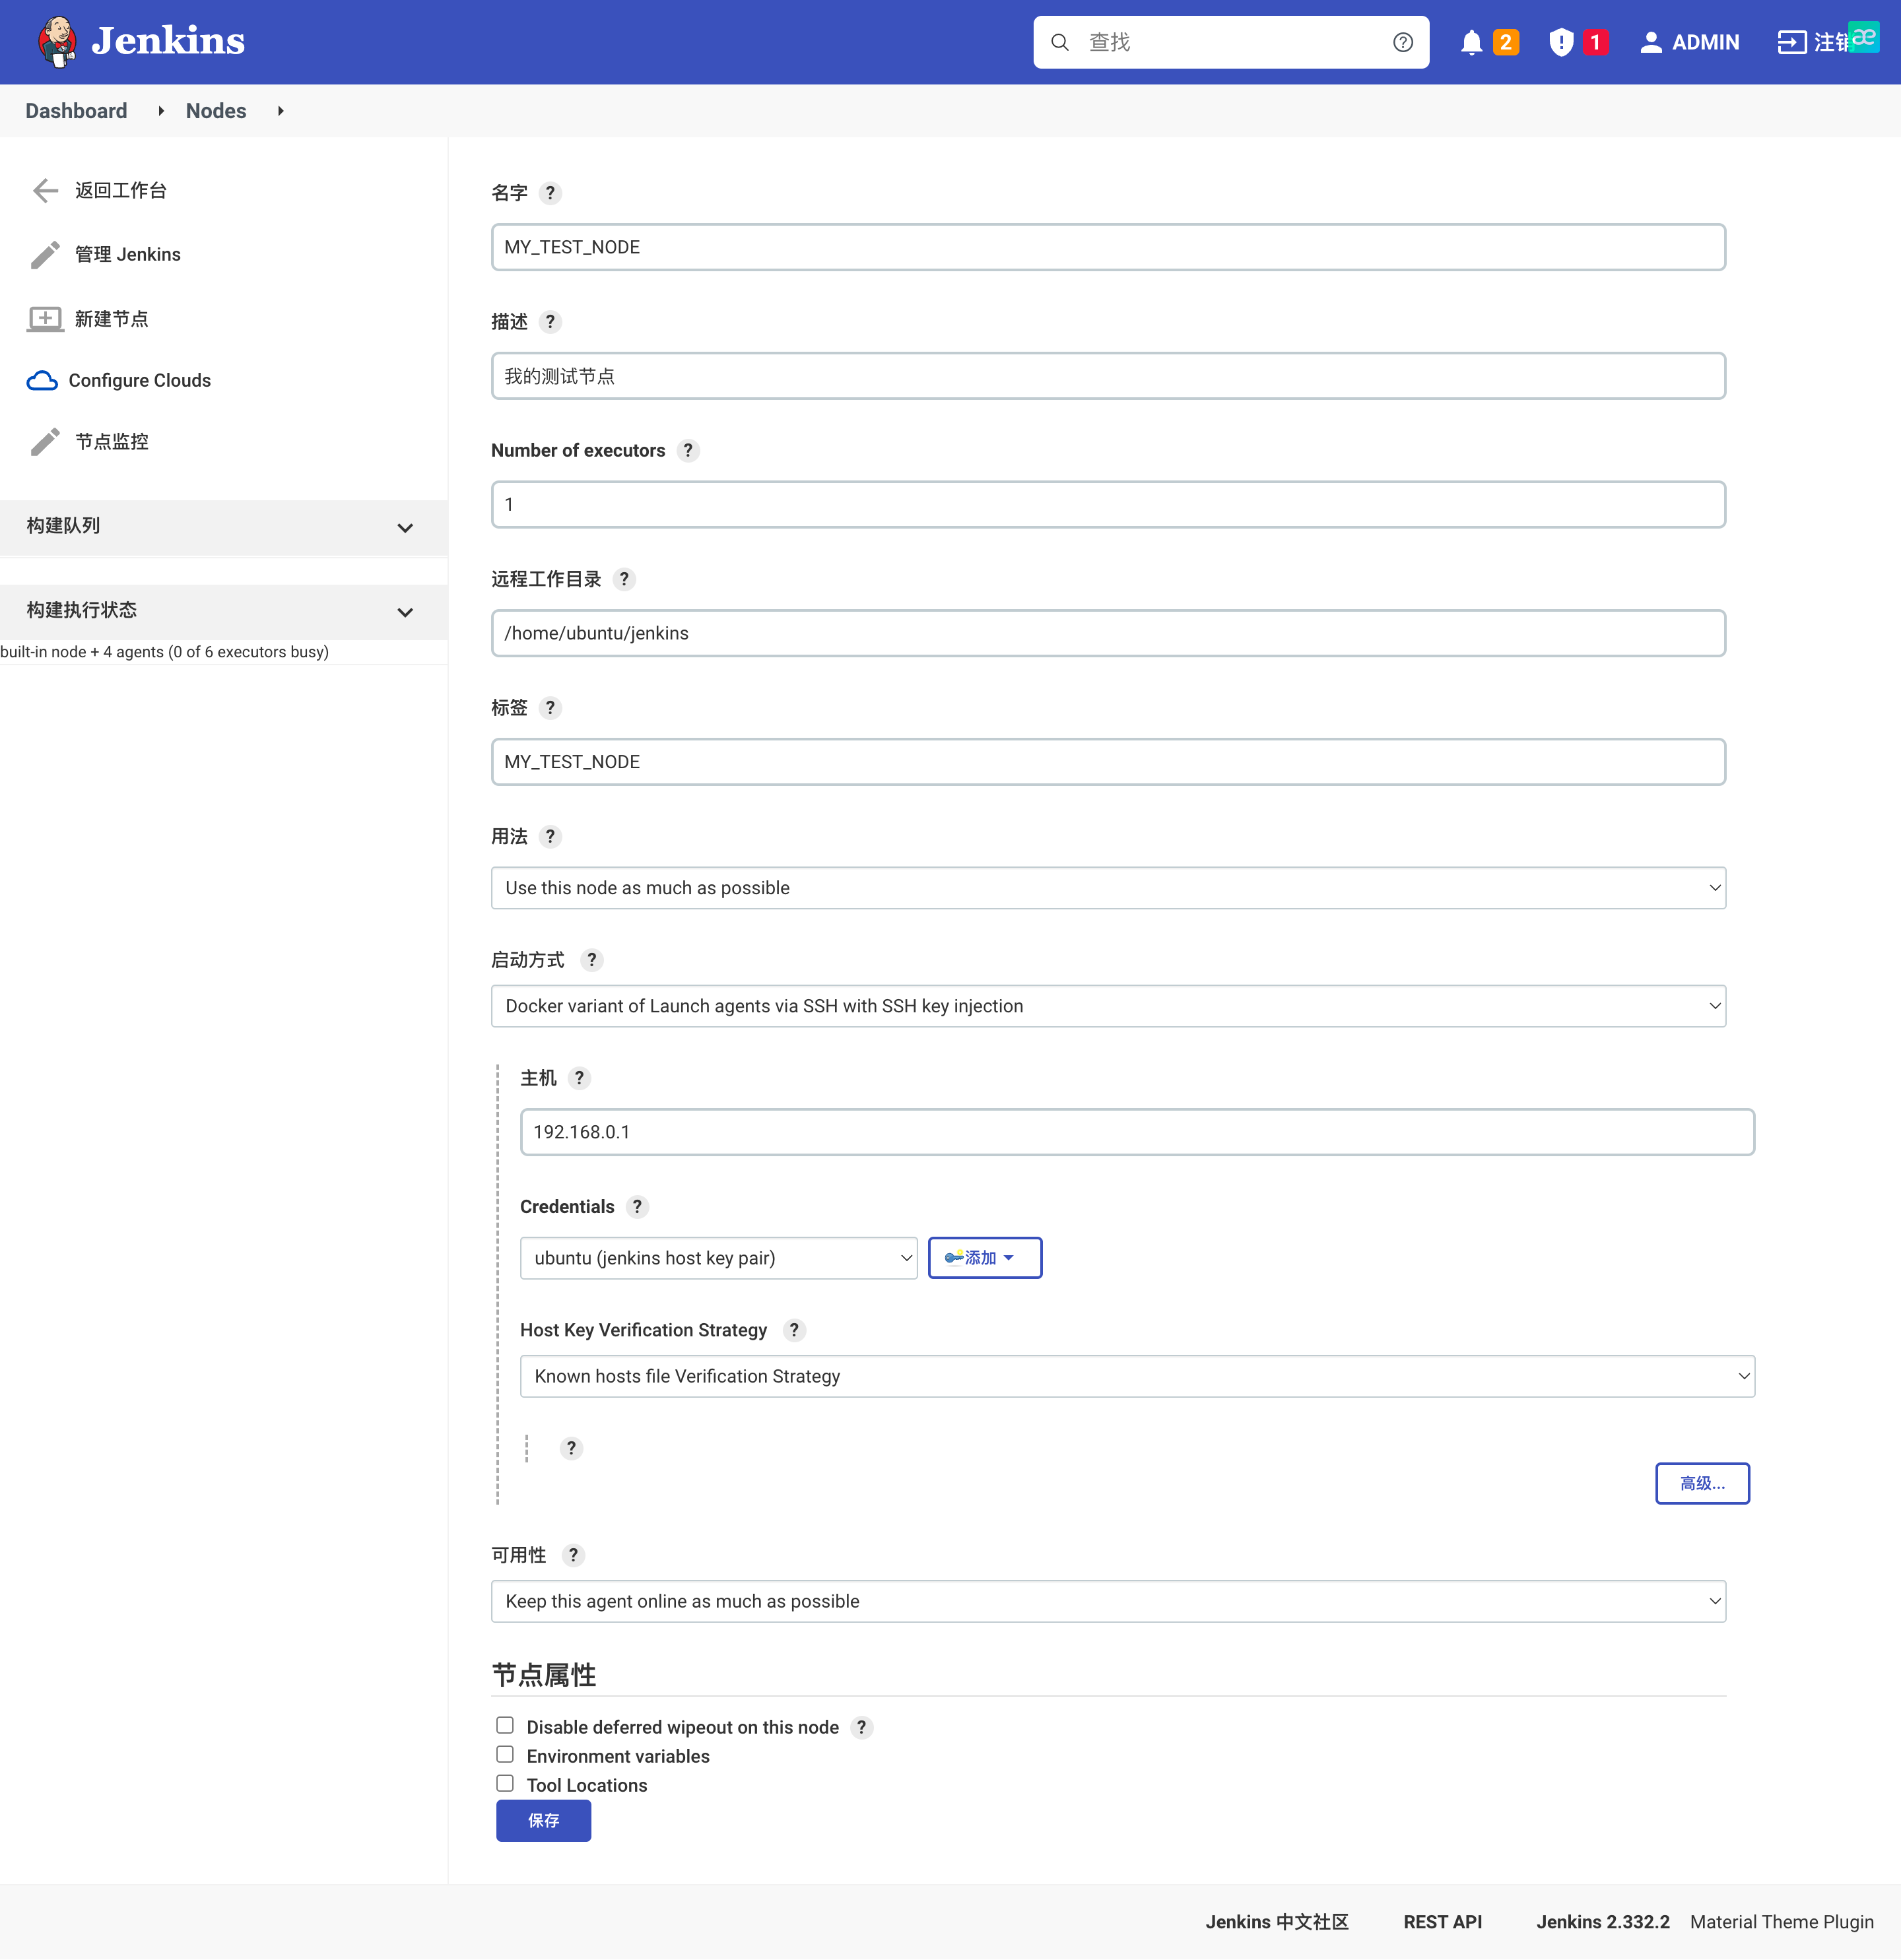 Jenkins
查找
2
1
ADMIN
注销
æ
Dashboard
Nodes
返回工作台
管理 Jenkins
新建节点
Configure Clouds
节点监控
构建队列
构建执行状态
built-in node + 4 agents (0 of 6 executors busy)
名字 ?
MY_TEST_NODE
描述 ?
我的测试节点
Number of executors ?
1
远程工作目录 ?
/home/ubuntu/jenkins
标签 ?
MY_TEST_NODE
用法 ?
Use this node as much as possible
启动方式 ?
Docker variant of Launch agents via SSH with SSH key injection
主机 ?
192.168.0.1
Credentials ?
ubuntu (jenkins host key pair)
添加
Host Key Verification Strategy ?
Known hosts file Verification Strategy
?
高级...
可用性 ?
Keep this agent online as much as possible
节点属性
Disable deferred wipeout on this node ?
Environment variables
Tool Locations
保存
Jenkins 中文社区
REST API
Jenkins 2.332.2
Material Theme Plugin